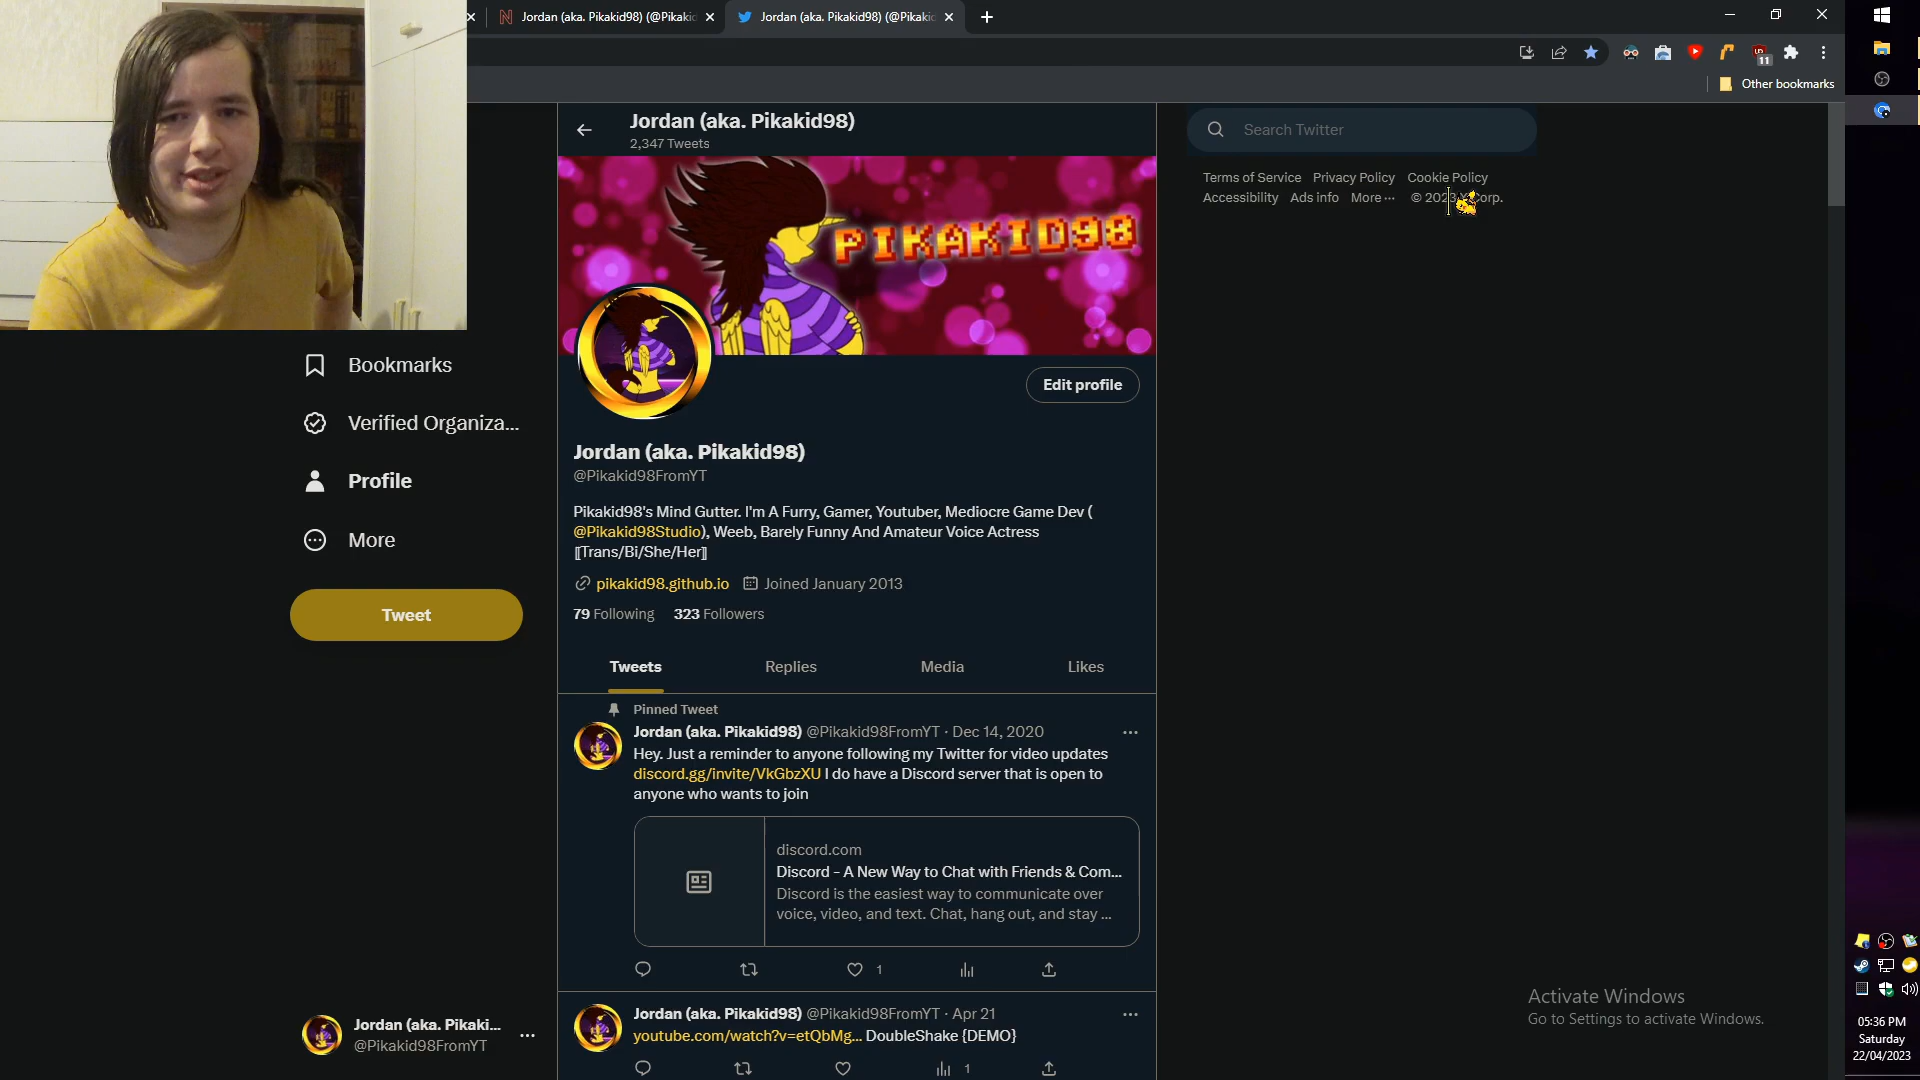 Jordan (aka. Pikakid98) (@Pikakid
Jordan (aka. Pikakid98) (@Pikakid
11
Other bookmarks
Jordan (aka. Pikakid98)
2,347 Tweets
Search Twitter
Terms of Service Privacy Policy Cookie Policy
Accessibility Ads info More ··· © 2023 X Corp.
PIKAKID98
Edit profile
Bookmarks
Verified Organiza...
Profile
More
Tweet
Jordan (aka. Pikakid98)
@Pikakid98FromYT
Pikakid98's Mind Gutter. I'm A Furry, Gamer, Youtuber, Mediocre Game Dev (
@Pikakid98Studio), Weeb, Barely Funny And Amateur Voice Actress
⟦Trans/Bi/She/Her⟧
pikakid98.github.io Joined January 2013
79 Following 323 Followers
Tweets Replies Media Likes
Pinned Tweet
Jordan (aka. Pikakid98) @Pikakid98FromYT · Dec 14, 2020
Hey. Just a reminder to anyone following my Twitter for video updates
discord.gg/invite/VkGbzXU I do have a Discord server that is open to
anyone who wants to join
discord.com
Discord - A New Way to Chat with Friends & Com...
Discord is the easiest way to communicate over
voice, video, and text. Chat, hang out, and stay ...
1
Jordan (aka. Pikakid98) @Pikakid98FromYT · Apr 21
youtube.com/watch?v=etQbMg... DoubleShake {DEMO}
1
Jordan (aka. Pikaki...
@Pikakid98FromYT
Activate Windows
Go to Settings to activate Windows.
05:36 PM
Saturday
22/04/2023